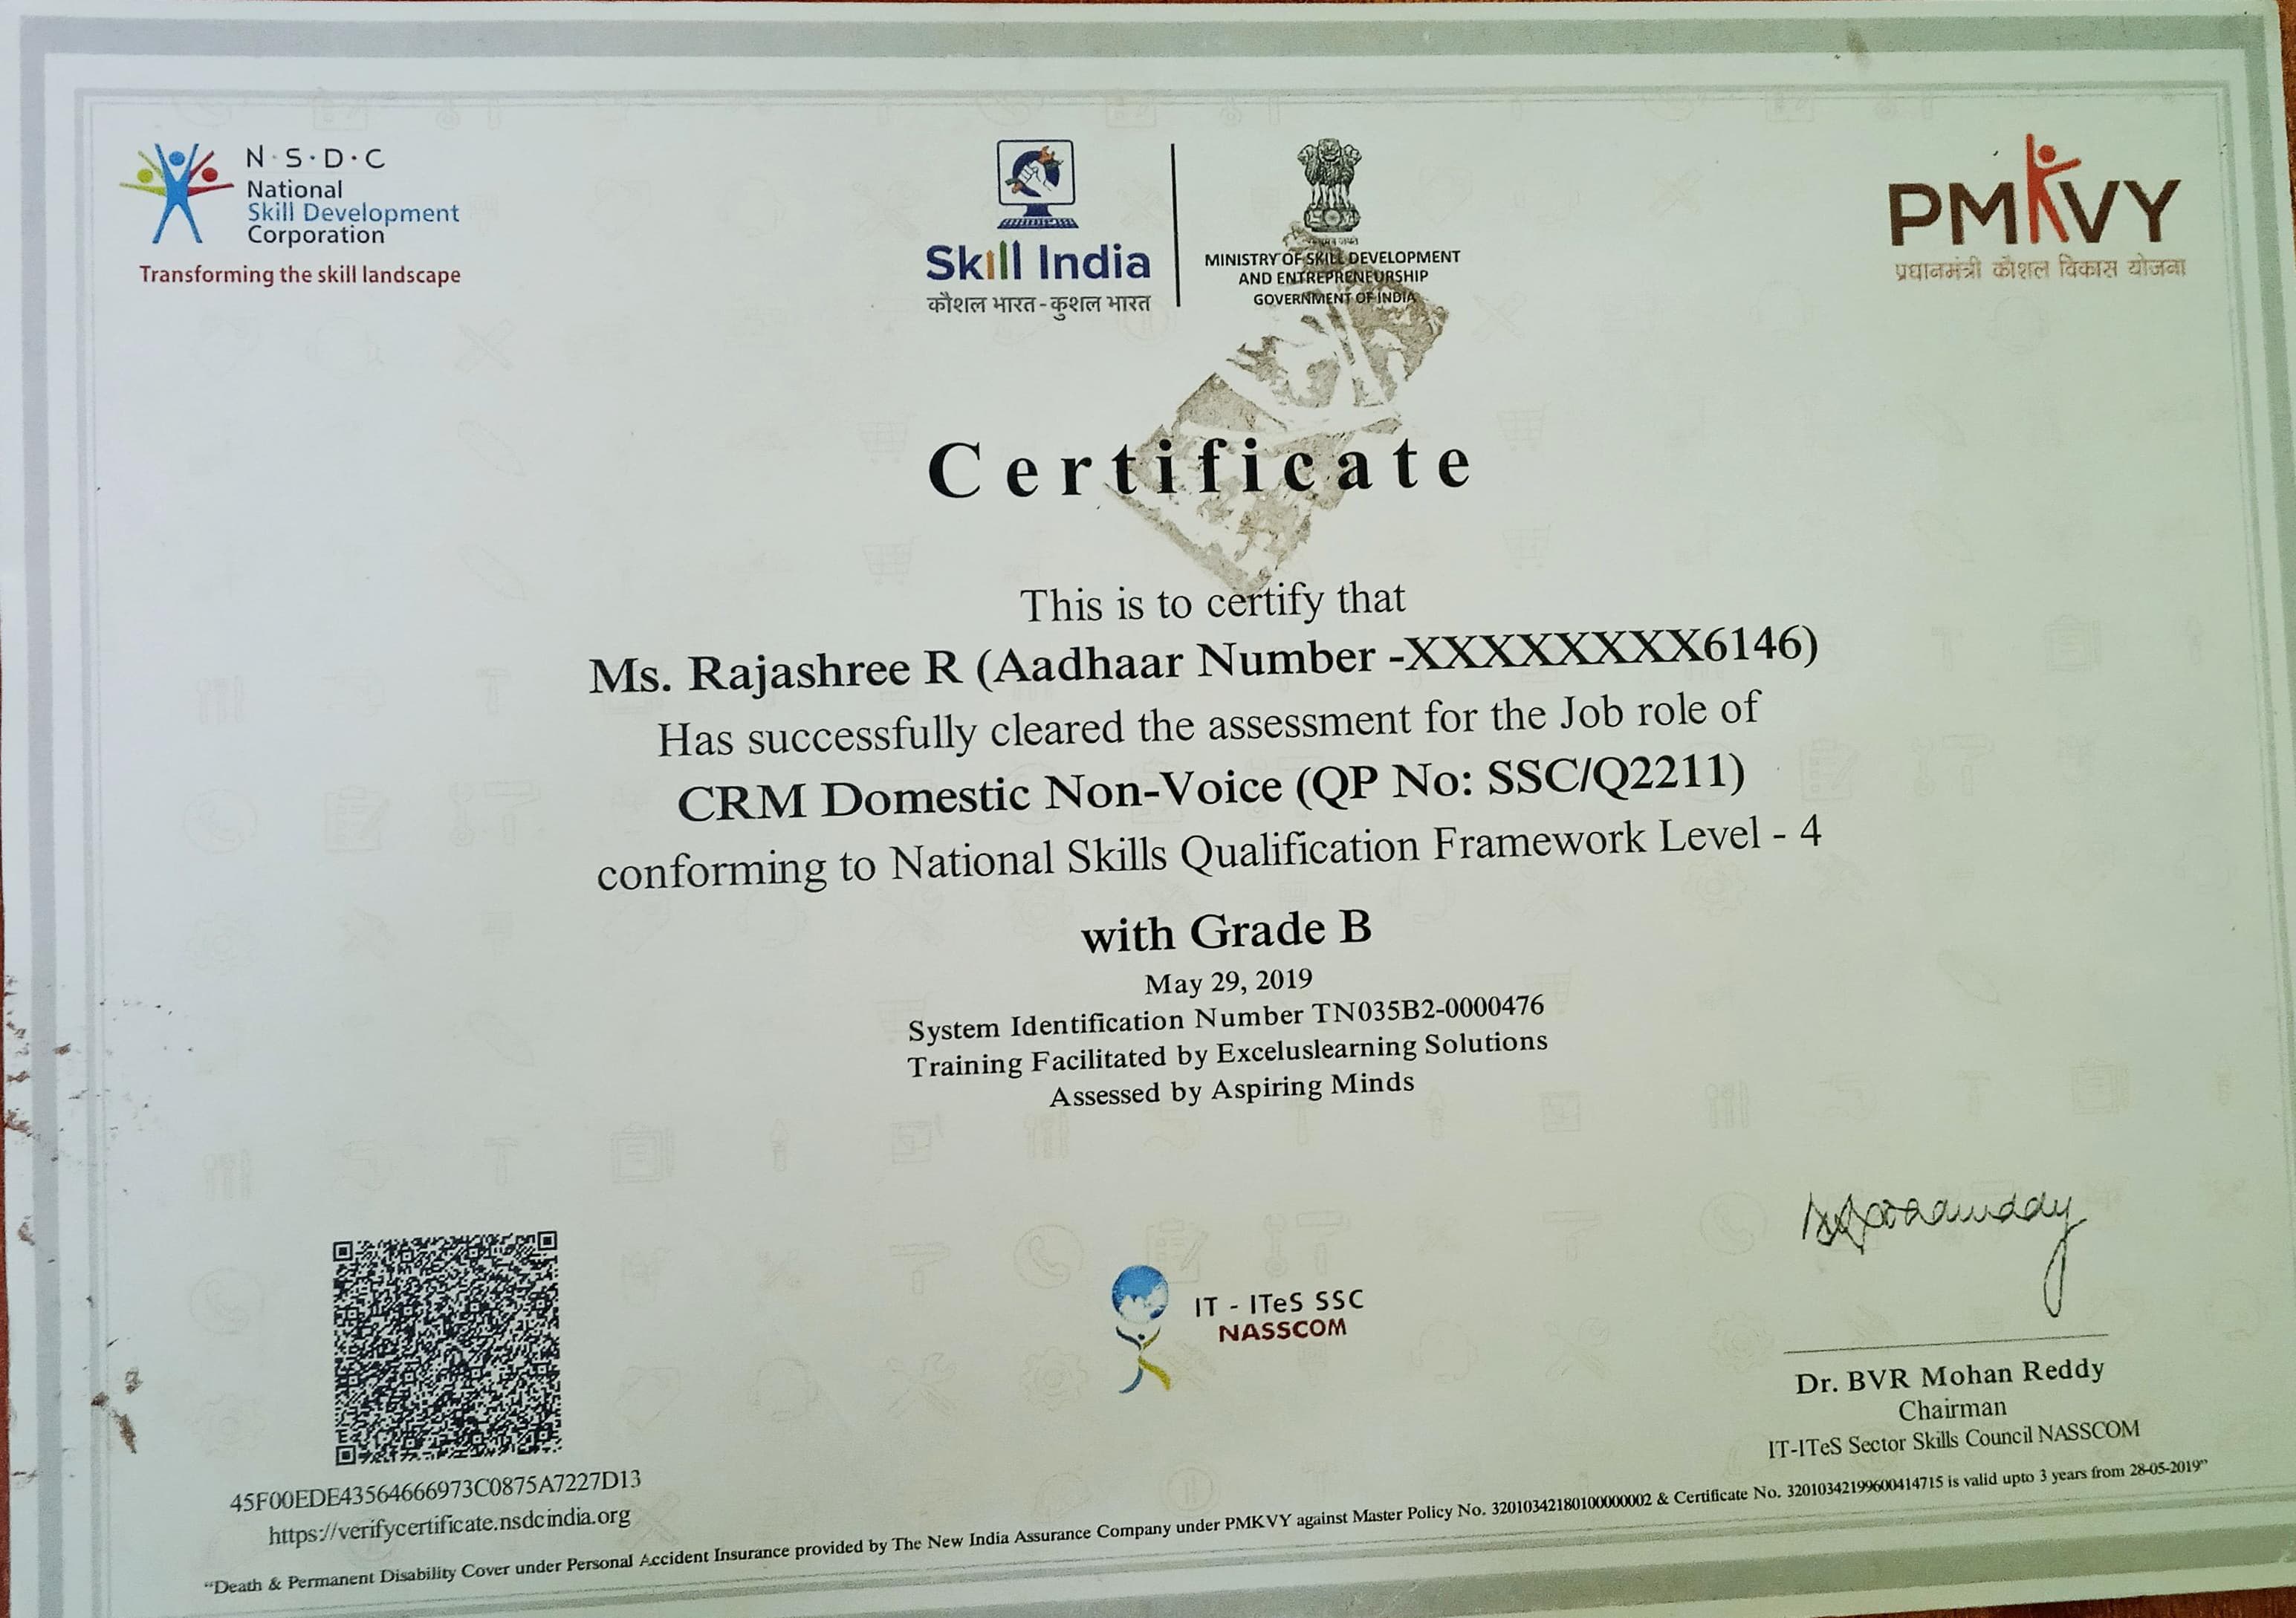 N·S·D·C
National
Skill Development
Corporation
Transforming the skill landscape
Skill India
कौशल भारत - कुशल भारत
MINISTRY OF SKILL DEVELOPMENT
AND ENTREPRENEURSHIP
GOVERNMENT OF INDIA
PMKVY
प्रधानमंत्री कौशल विकास योजना
Certificate
This is to certify that
Ms. Rajashree R (Aadhaar Number -XXXXXXXX6146)
Has successfully cleared the assessment for the Job role of
CRM Domestic Non-Voice (QP No: SSC/Q2211)
conforming to National Skills Qualification Framework Level - 4
with Grade B
May 29, 2019
System Identification Number TN035B2-0000476
Training Facilitated by Exceluslearning Solutions
Assessed by Aspiring Minds
45F00EDE43564666973C0875A7227D13
https://verifycertificate.nsdcindia.org
IT - ITeS SSC
NASSCOM
Dr. BVR Mohan Reddy
Chairman
IT-ITeS Sector Skills Council NASSCOM
"Death & Permanent Disability Cover under Personal Accident Insurance provided by The New India Assurance Company under PMKVY against Master Policy No. 32010342180100000002 & Certificate No. 32010342199600414715 is valid upto 3 years from 28-05-2019"